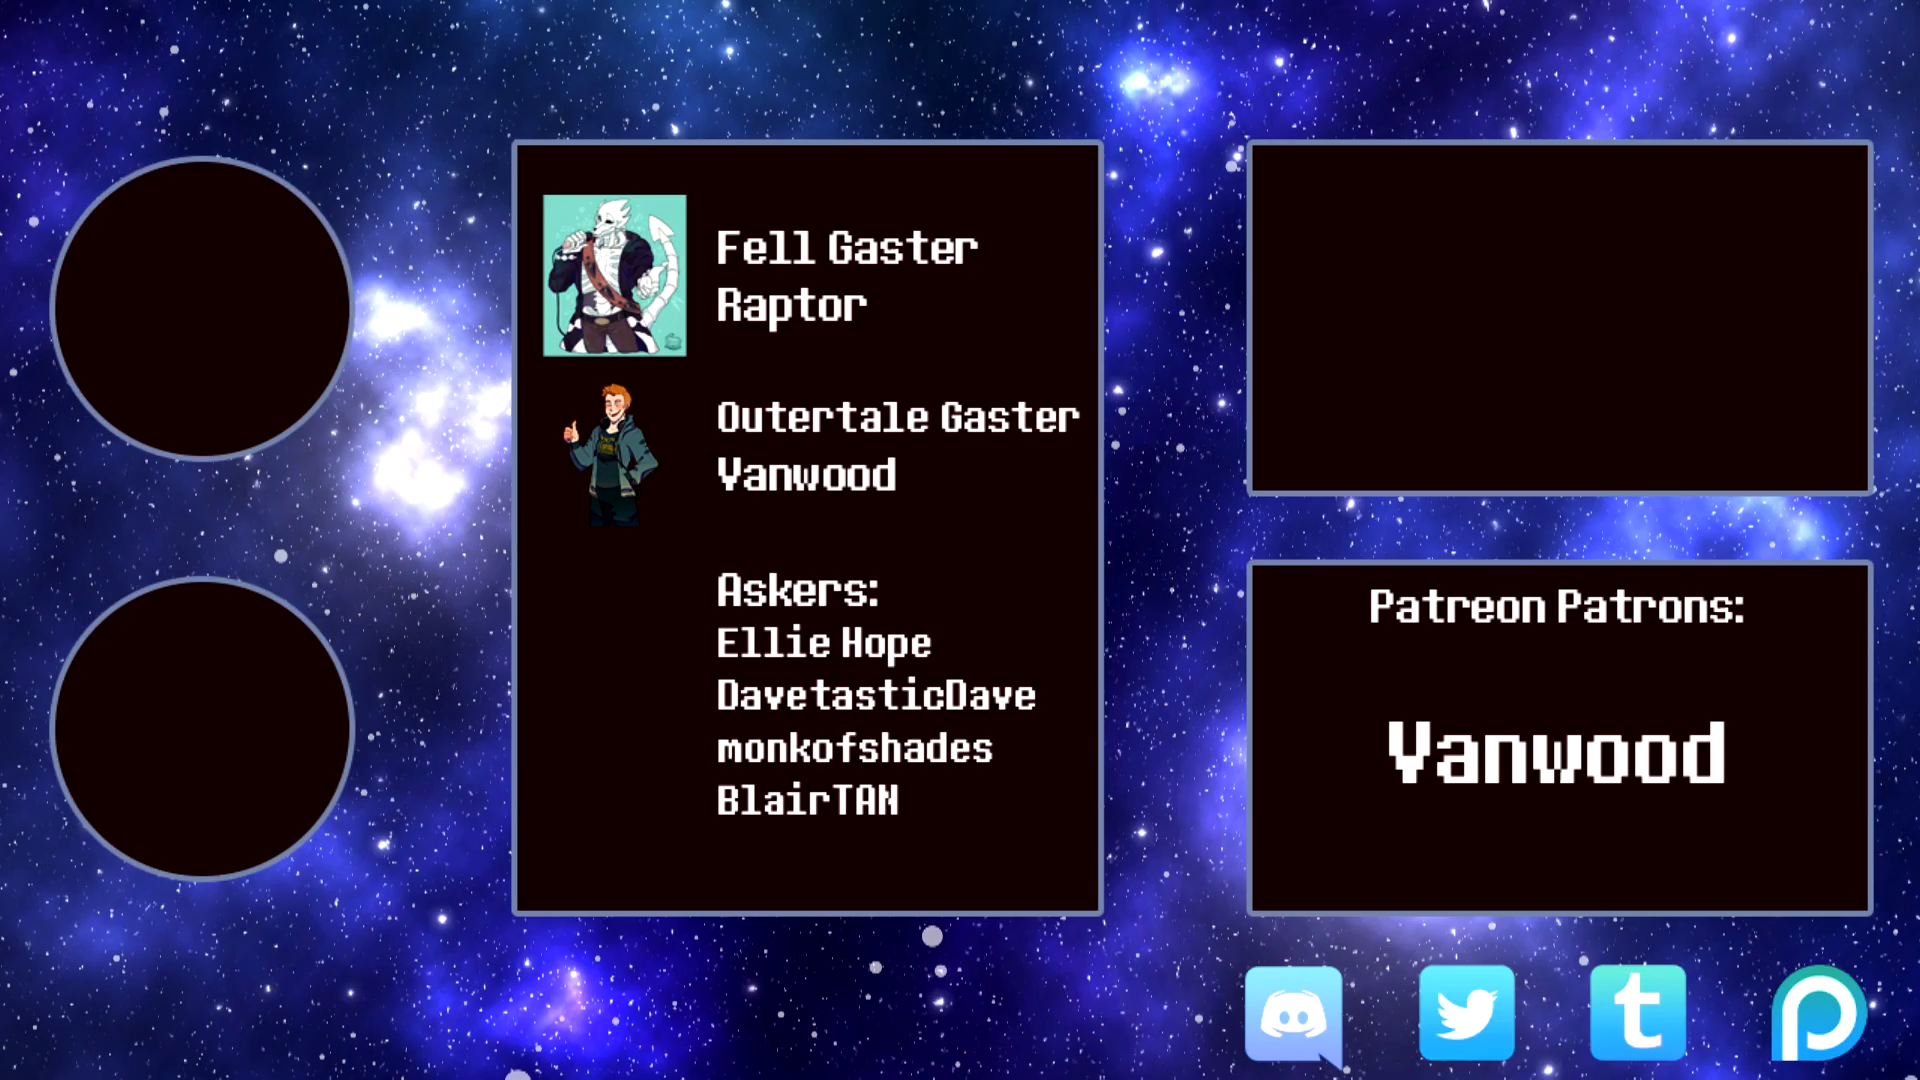 Fell Gaster
Raptor
Outertale Gaster
Vanwood
Askers:
Ellie Hope
DavetasticDave
monkofshades
BlairTAN
Patreon Patrons:
Vanwood